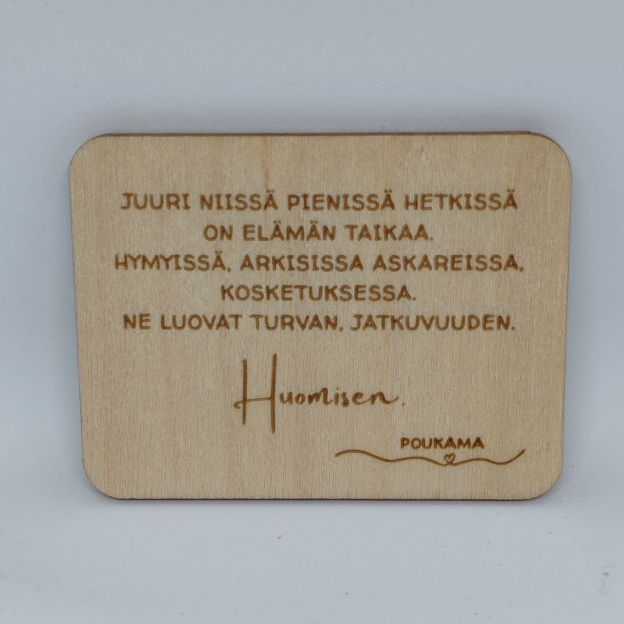 JUURI NIISSÄ PIENISSÄ HETKISSÄ
ON ELÄMÄN TAIKAA.
HYMYISSÄ, ARKISISSA ASKAREISSA,
KOSKETUKSESSA.
NE LUOVAT TURVAN, JATKUVUUDEN.
Huomisen.
POUKAMA